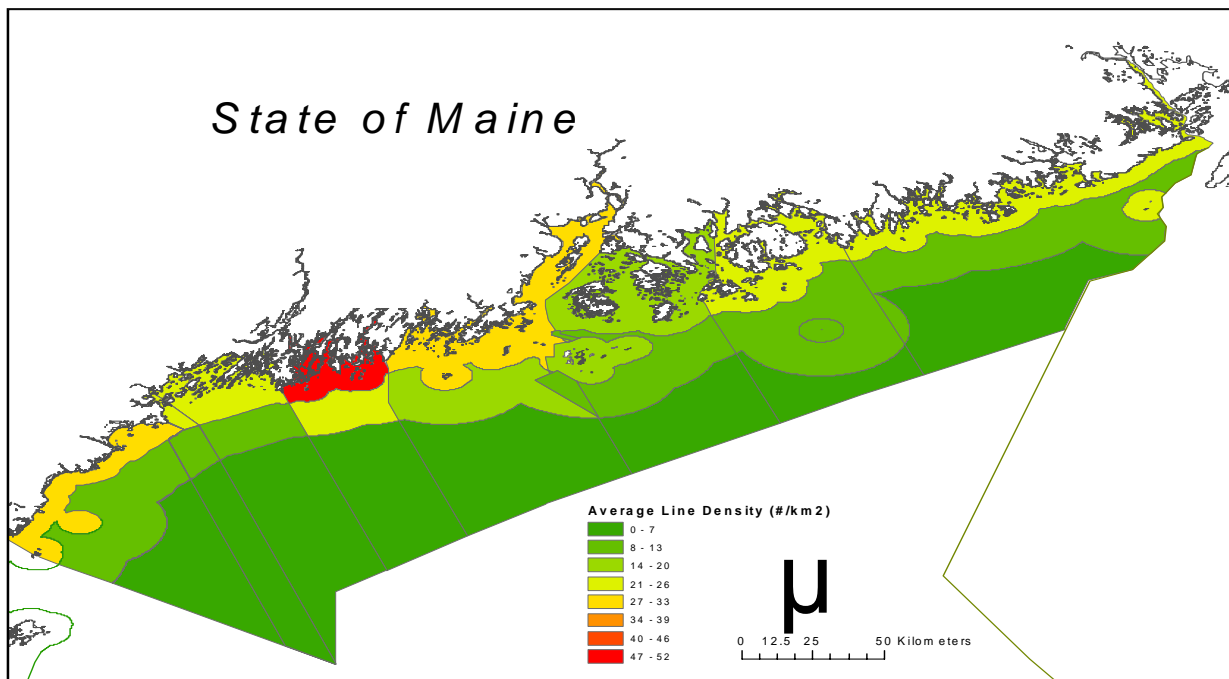 State of Maine
Average Line Density (#/km2)
0 - 7
8 - 13
14 - 20
21 - 26
27 - 33
34 - 39
40 - 46
47 - 52
µ
0 12.5 25 50 Kilometers